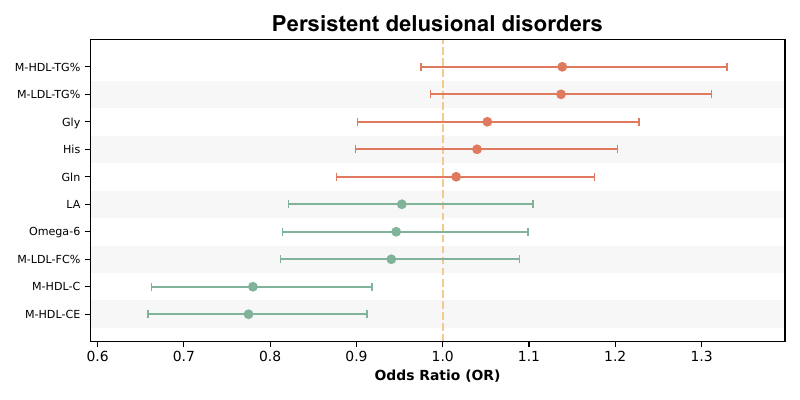 Persistent delusional disorders
M-HDL-TG%
M-LDL-TG%
Gly
His
Gln
LA
Omega-6
M-LDL-FC%
M-HDL-C
M-HDL-CE
0.6 0.7 0.8 0.9 1.0 1.1 1.2 1.3
Odds Ratio (OR)